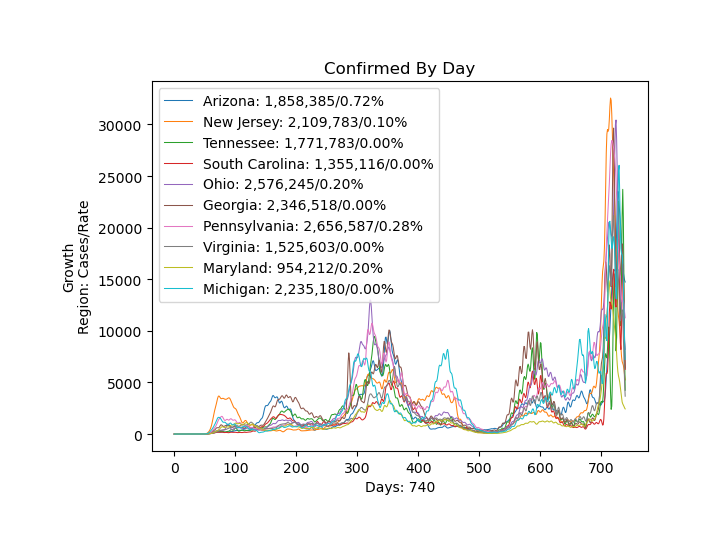 Confirmed By Day
Arizona: 1,858,385/0.72%
New Jersey: 2,109,783/0.10%
Tennessee: 1,771,783/0.00%
South Carolina: 1,355,116/0.00%
Ohio: 2,576,245/0.20%
Georgia: 2,346,518/0.00%
Pennsylvania: 2,656,587/0.28%
Virginia: 1,525,603/0.00%
Maryland: 954,212/0.20%
Michigan: 2,235,180/0.00%
Growth
Region: Cases/Rate
30000
25000
20000
15000
10000
5000
0
0 100 200 300 400 500 600 700
Days: 740